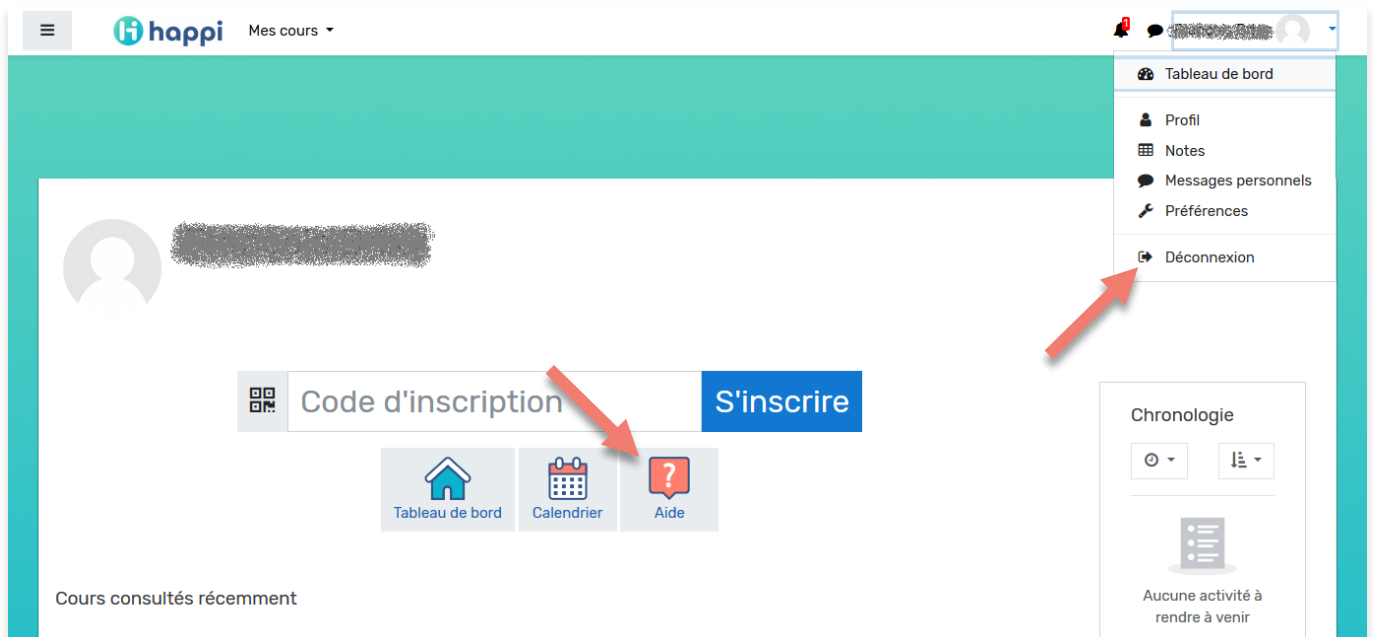 happi
Mes cours
1
Tableau de bord
Profil
Notes
Messages personnels
Préférences
Déconnexion
Code d'inscription
S'inscrire
Tableau de bord
Calendrier
?
Aide
Chronologie
Aucune activité à
rendre à venir
Cours consultés récemment